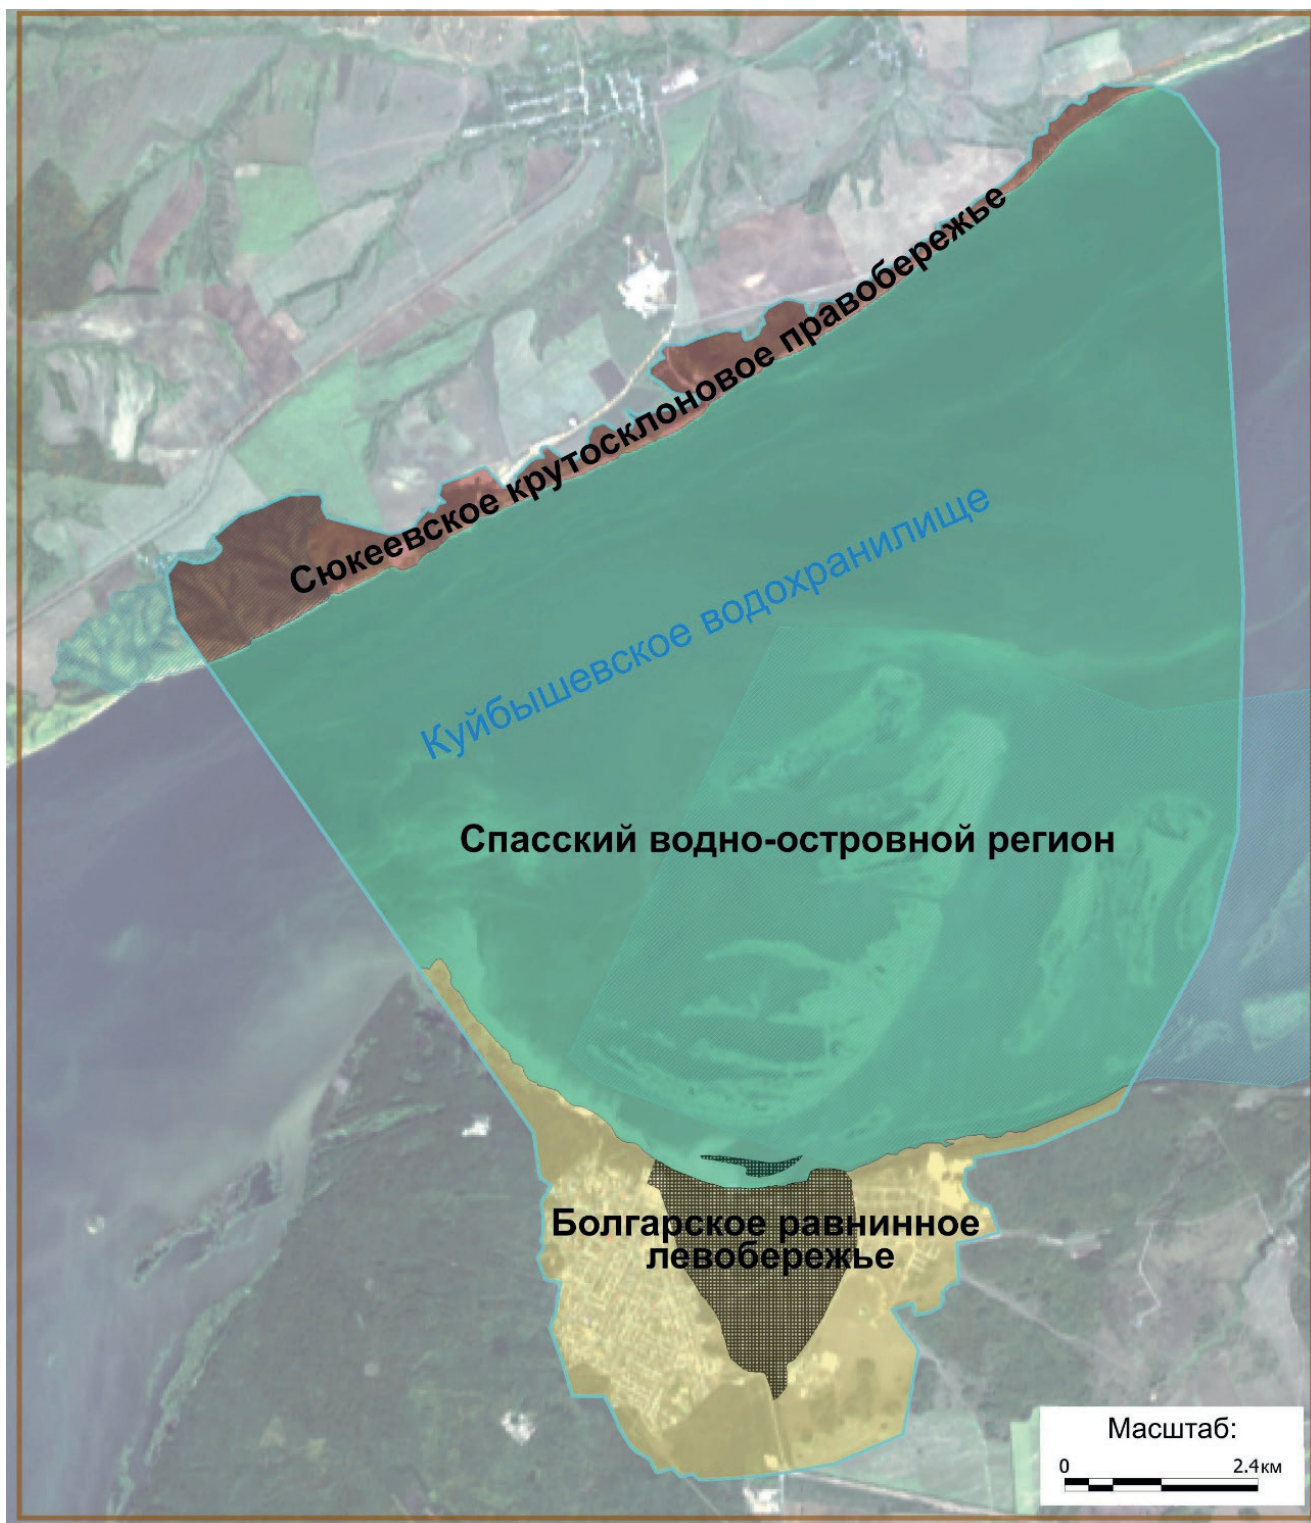 Сюкеевское крутосклоновое правобережье
Куйбышевское водохранилище
Спасский водно-островной регион
Болгарское равнинное
левобережье
Масштаб:
0 2.4км